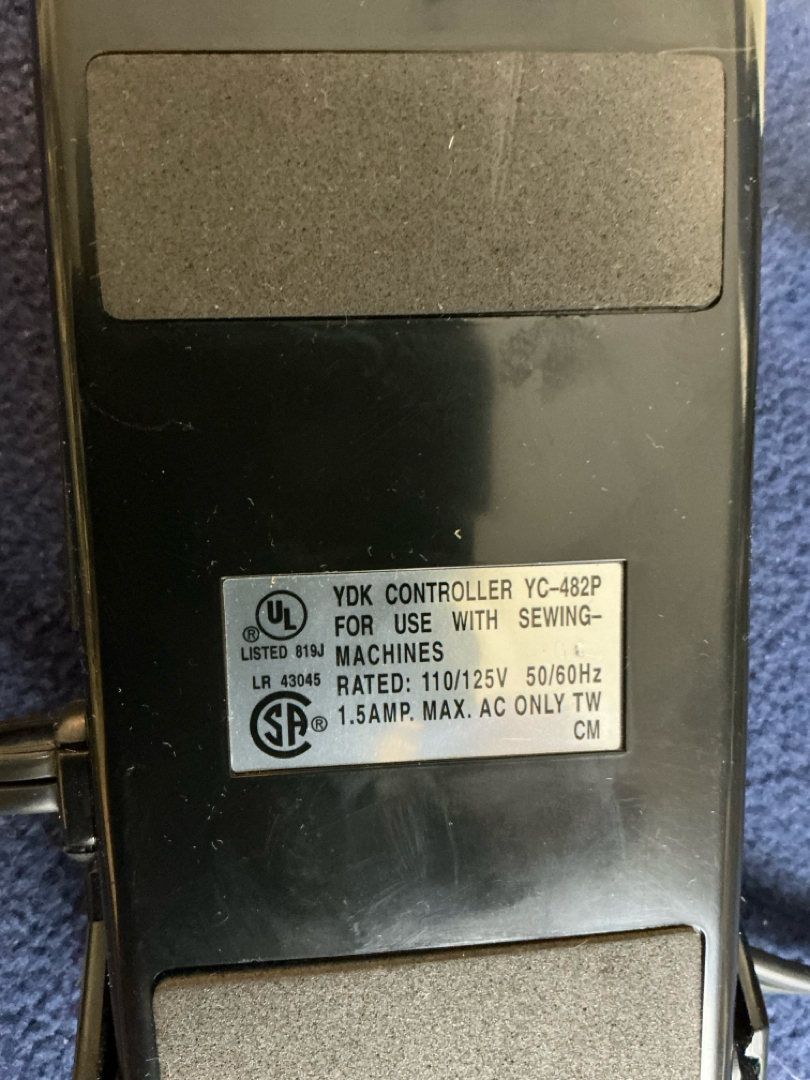 YDK CONTROLLER YC-482P
FOR USE WITH SEWING-
MACHINES
RATED: 110/125V 50/60Hz
1.5AMP. MAX. AC ONLY TW
CM
UL
®
LISTED 819J
LR 43045
SA ®